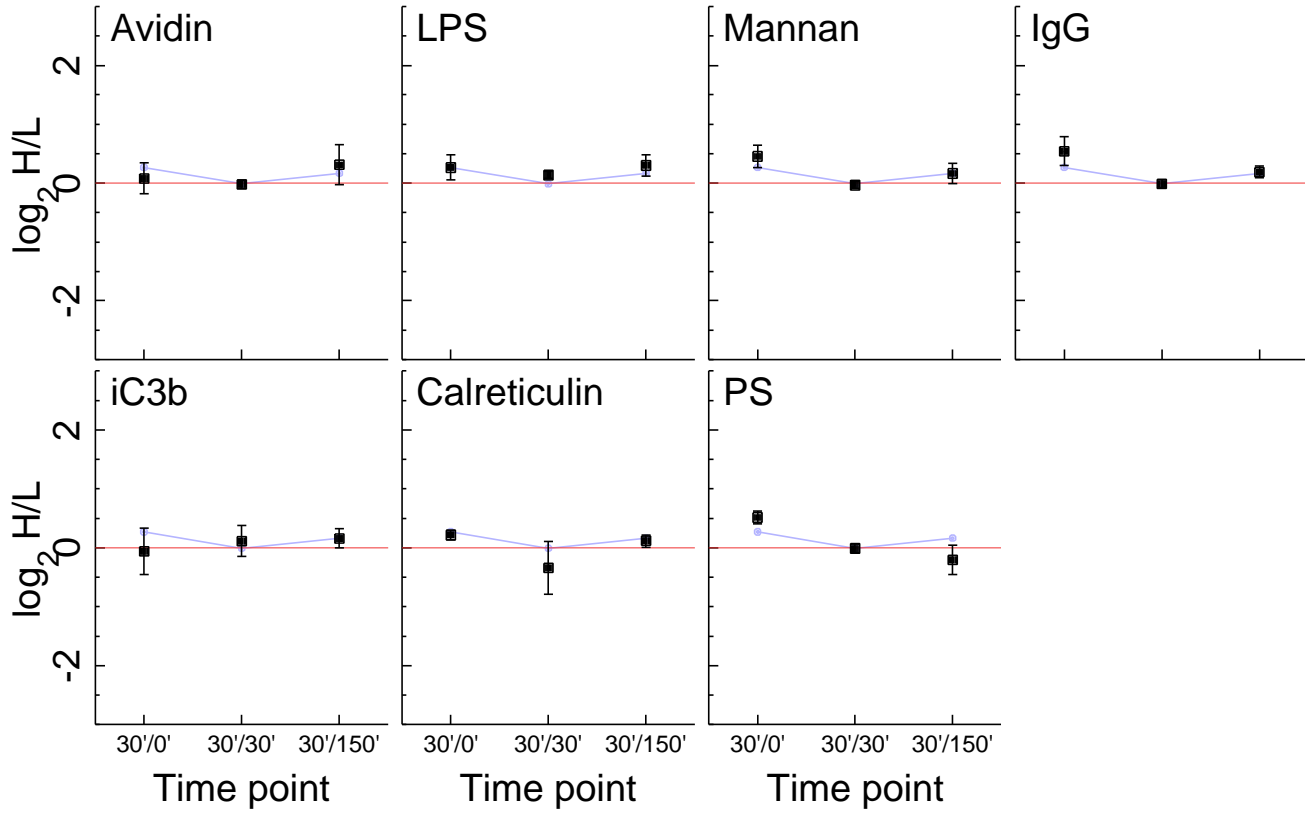 Avidin LPS Mannan IgG
log2 H/L
2
0
-2
iC3b Calreticulin PS
log2 H/L
2
0
-2
30'/0' 30'/30' 30'/150' 30'/0' 30'/30' 30'/150' 30'/0' 30'/30' 30'/150'
Time point Time point Time point